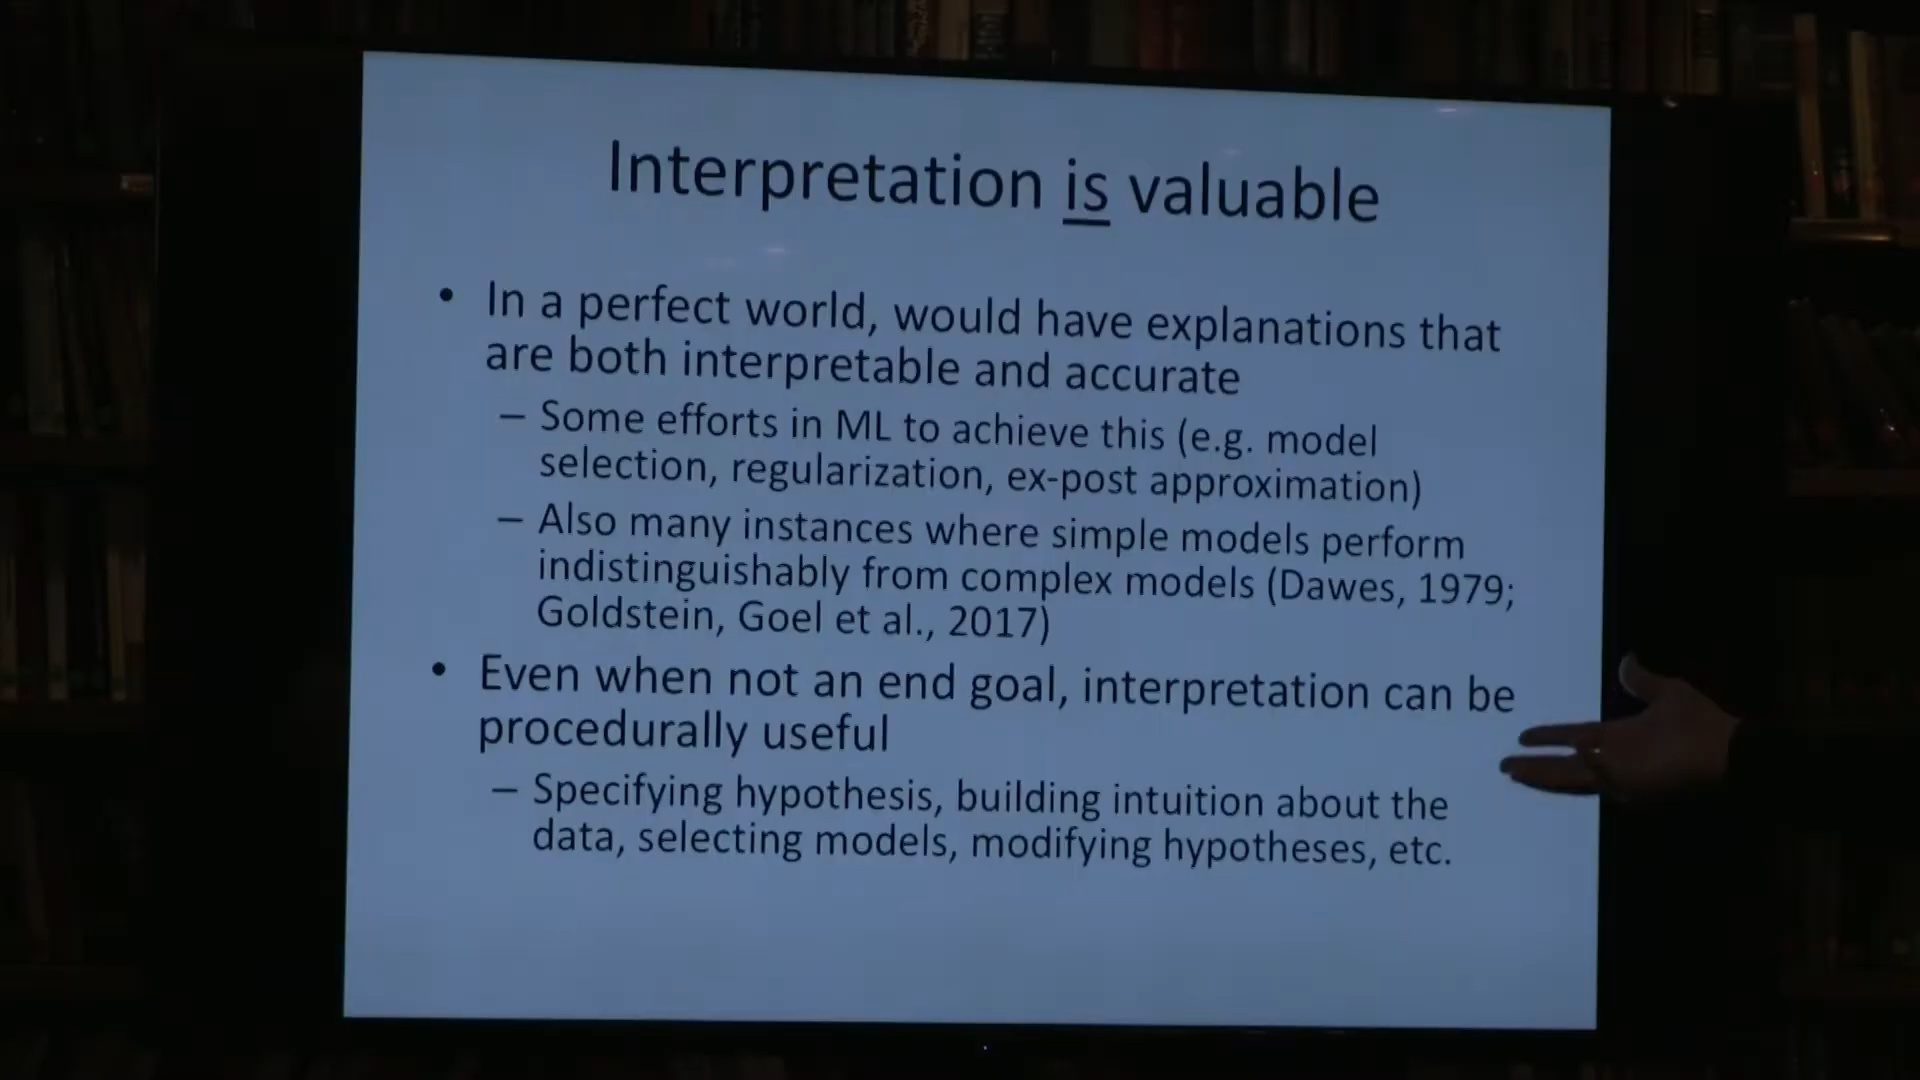 Interpretation is valuable
• In a perfect world, would have explanations that
are both interpretable and accurate
– Some efforts in ML to achieve this (e.g. model
selection, regularization, ex-post approximation)
– Also many instances where simple models perform
indistinguishably from complex models (Dawes, 1979;
Goldstein, Goel et al., 2017)
• Even when not an end goal, interpretation can be
procedurally useful
– Specifying hypothesis, building intuition about the
data, selecting models, modifying hypotheses, etc.